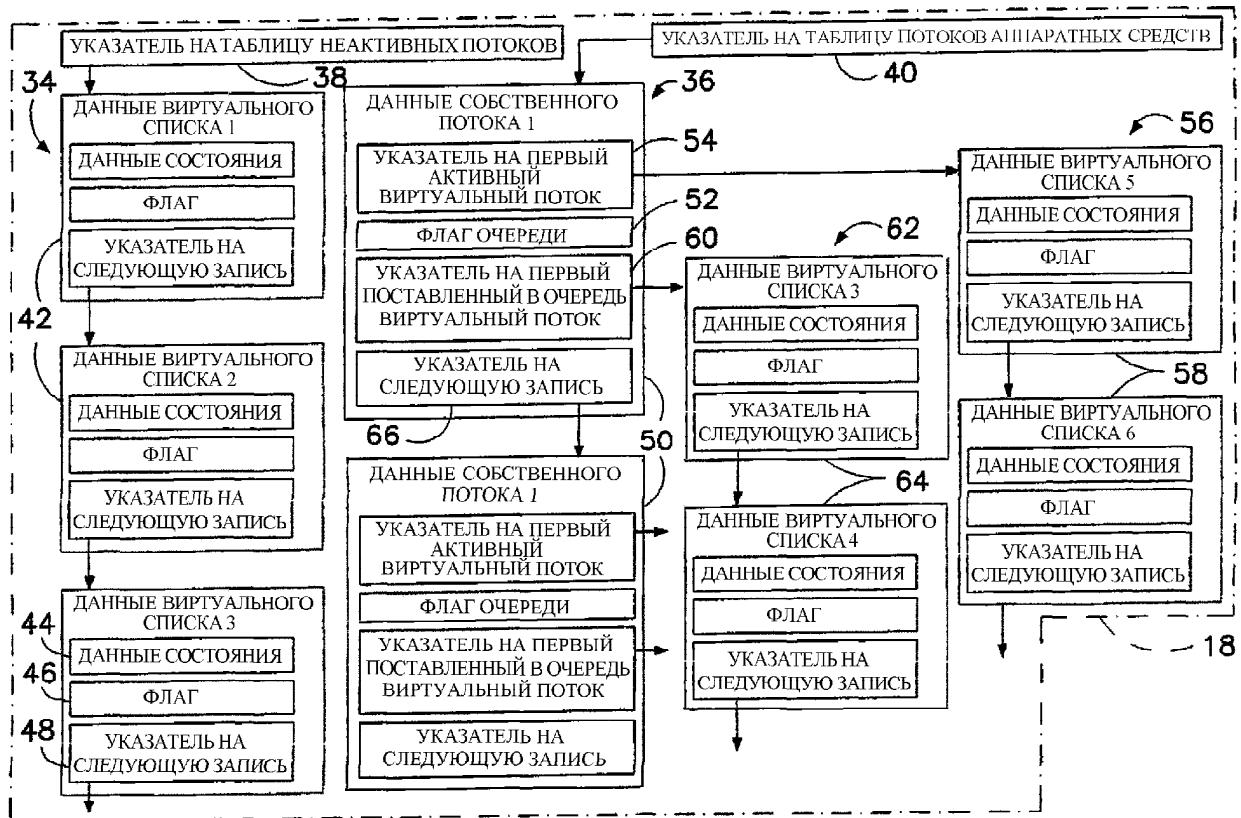 УКАЗАТЕЛЬ НА ТАБЛИЦУ НЕАКТИВНЫХ ПОТОКОВ
38
УКАЗАТЕЛЬ НА ТАБЛИЦУ ПОТОКОВ АППАРАТНЫХ СРЕДСТВ
40
34
ДАННЫЕ ВИРТУАЛЬНОГО
СПИСКА 1
ДАННЫЕ СОСТОЯНИЯ
ФЛАГ
УКАЗАТЕЛЬ НА
СЛЕДУЮЩУЮ ЗАПИСЬ
42
ДАННЫЕ ВИРТУАЛЬНОГО
СПИСКА 2
ДАННЫЕ СОСТОЯНИЯ
ФЛАГ
УКАЗАТЕЛЬ НА
СЛЕДУЮЩУЮ ЗАПИСЬ
ДАННЫЕ ВИРТУАЛЬНОГО
СПИСКА 3
44
ДАННЫЕ СОСТОЯНИЯ
46
ФЛАГ
48
УКАЗАТЕЛЬ НА
СЛЕДУЮЩУЮ ЗАПИСЬ
36
ДАННЫЕ СОБСТВЕННОГО
ПОТОКА 1
54
УКАЗАТЕЛЬ НА ПЕРВЫЙ
АКТИВНЫЙ
ВИРТУАЛЬНЫЙ ПОТОК
52
ФЛАГ ОЧЕРЕДИ
60
УКАЗАТЕЛЬ НА ПЕРВЫЙ
ПОСТАВЛЕННЫЙ В ОЧЕРЕДЬ
ВИРТУАЛЬНЫЙ ПОТОК
УКАЗАТЕЛЬ НА
СЛЕДУЮЩУЮ ЗАПИСЬ
66
50
ДАННЫЕ СОБСТВЕННОГО
ПОТОКА 1
УКАЗАТЕЛЬ НА ПЕРВЫЙ
АКТИВНЫЙ
ВИРТУАЛЬНЫЙ ПОТОК
ФЛАГ ОЧЕРЕДИ
УКАЗАТЕЛЬ НА ПЕРВЫЙ
ПОСТАВЛЕННЫЙ В ОЧЕРЕДЬ
ВИРТУАЛЬНЫЙ ПОТОК
УКАЗАТЕЛЬ НА
СЛЕДУЮЩУЮ ЗАПИСЬ
62
ДАННЫЕ ВИРТУАЛЬНОГО
СПИСКА 3
ДАННЫЕ СОСТОЯНИЯ
ФЛАГ
УКАЗАТЕЛЬ НА
СЛЕДУЮЩУЮ ЗАПИСЬ
64
ДАННЫЕ ВИРТУАЛЬНОГО
СПИСКА 4
ДАННЫЕ СОСТОЯНИЯ
ФЛАГ
УКАЗАТЕЛЬ НА
СЛЕДУЮЩУЮ ЗАПИСЬ
56
ДАННЫЕ ВИРТУАЛЬНОГО
СПИСКА 5
ДАННЫЕ СОСТОЯНИЯ
ФЛАГ
УКАЗАТЕЛЬ НА
СЛЕДУЮЩУЮ ЗАПИСЬ
58
ДАННЫЕ ВИРТУАЛЬНОГО
СПИСКА 6
ДАННЫЕ СОСТОЯНИЯ
ФЛАГ
УКАЗАТЕЛЬ НА
СЛЕДУЮЩУЮ ЗАПИСЬ
18